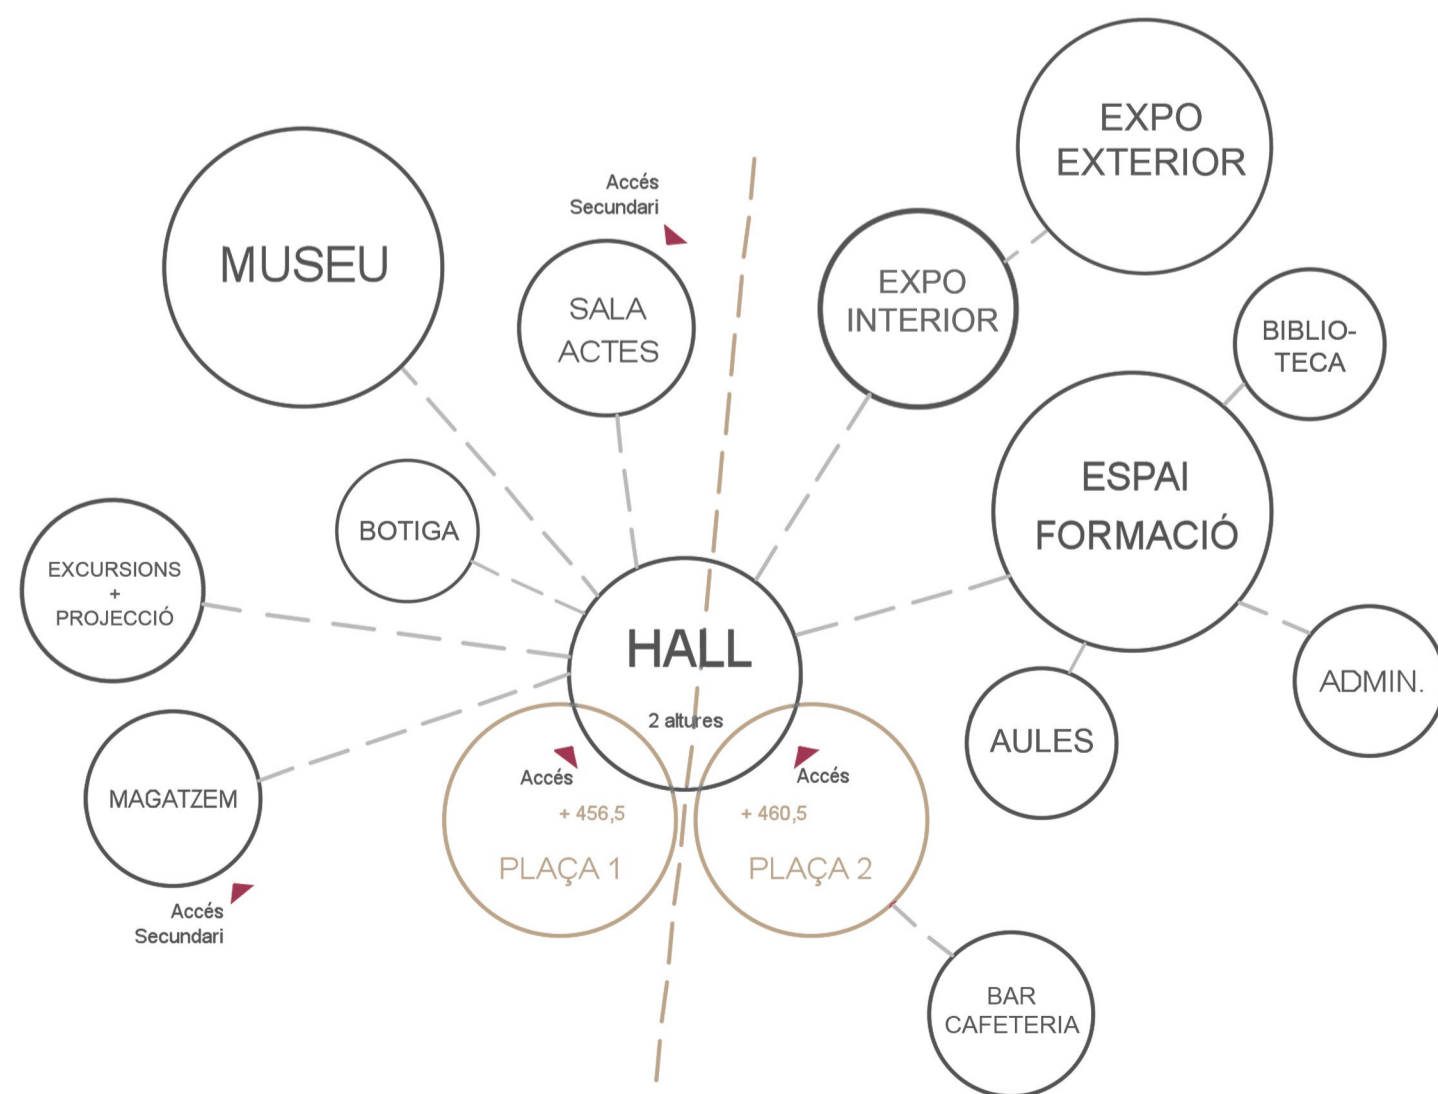 EXPO
EXTERIOR
Accés
Secundari
MUSEU
SALA
ACTES
EXPO
INTERIOR
BIBLIO-
TECA
ESPAI
FORMACIÓ
BOTIGA
EXCURSIONS
+
PROJECCIÓ
HALL
2 altures
ADMIN.
AULES
MAGATZEM
Accés
Secundari
Accés
+ 456,5
PLAÇA 1
Accés
+ 460,5
PLAÇA 2
BAR
CAFETERIA